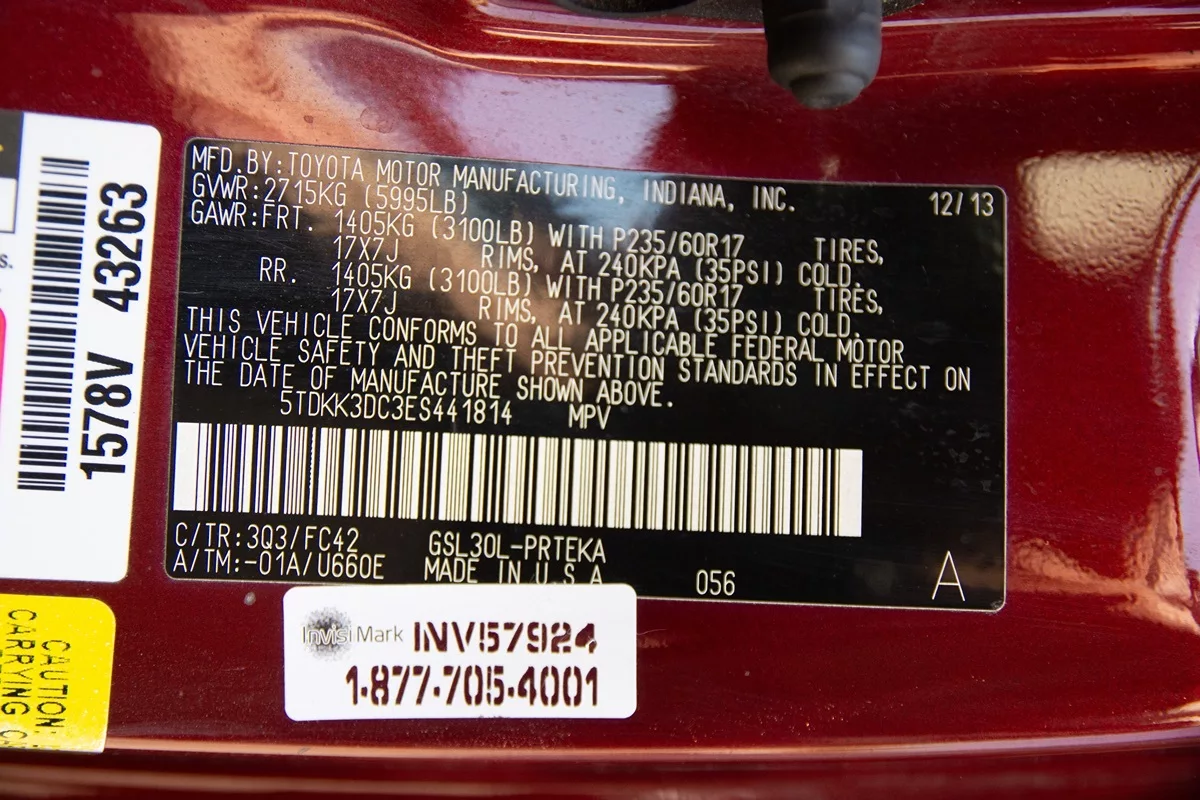 MFD.BY:TOYOTA MOTOR MANUFACTURING, INDIANA, INC. 12/13
GVWR:2715KG (5995LB)
GAWR:FRT. 1405KG (3100LB) WITH P235/60R17 TIRES,
17X7J RIMS, AT 240KPA (35PSI) COLD.
RR. 1405KG (3100LB) WITH P235/60R17 TIRES,
17X7J RIMS, AT 240KPA (35PSI) COLD.
THIS VEHICLE CONFORMS TO ALL APPLICABLE FEDERAL MOTOR
VEHICLE SAFETY AND THEFT PREVENTION STANDARDS IN EFFECT ON
THE DATE OF MANUFACTURE SHOWN ABOVE.
5TDKK3DC3ES441814 MPV
C/TR:3Q3/FC42 GSL30L-PRTEKA
A/TM:-01A/U660E MADE IN U.S.A 056 A
InvisiMark INV57924
1-877-705-4001
1578V 43263
s.
CAUTION:
CARRYING